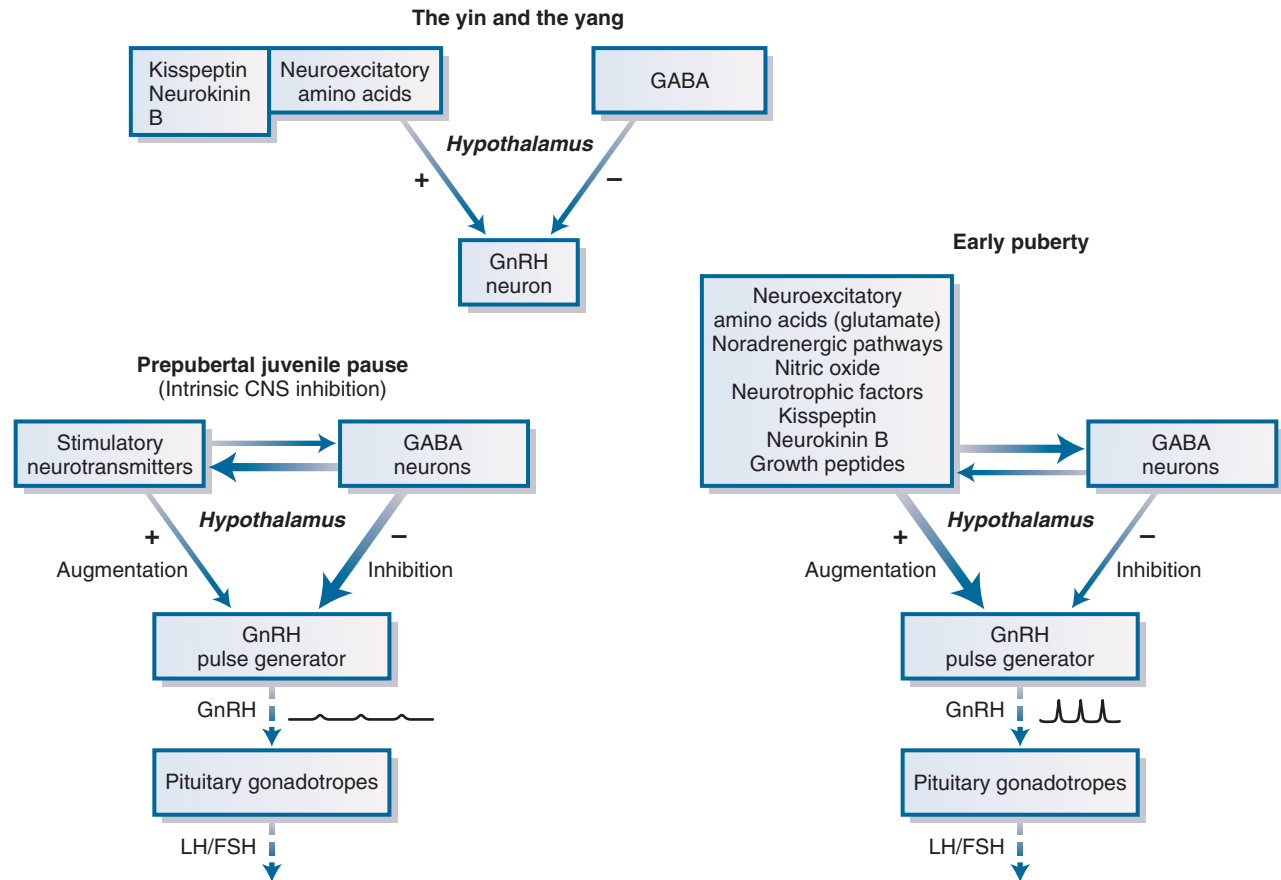 The yin and the yang
Kisspeptin
Neurokinin
B
Neuroexcitatory
amino acids
GABA
Hypothalamus
+
–
GnRH
neuron
Prepubertal juvenile pause
(Intrinsic CNS inhibition)
Stimulatory
neurotransmitters
GABA
neurons
Hypothalamus
+
–
Augmentation
Inhibition
GnRH
pulse generator
GnRH
Pituitary gonadotropes
LH/FSH
Early puberty
Neuroexcitatory
amino acids (glutamate)
Noradrenergic pathways
Nitric oxide
Neurotrophic factors
Kisspeptin
Neurokinin B
Growth peptides
GABA
neurons
Hypothalamus
+
–
Augmentation
Inhibition
GnRH
pulse generator
GnRH
Pituitary gonadotropes
LH/FSH